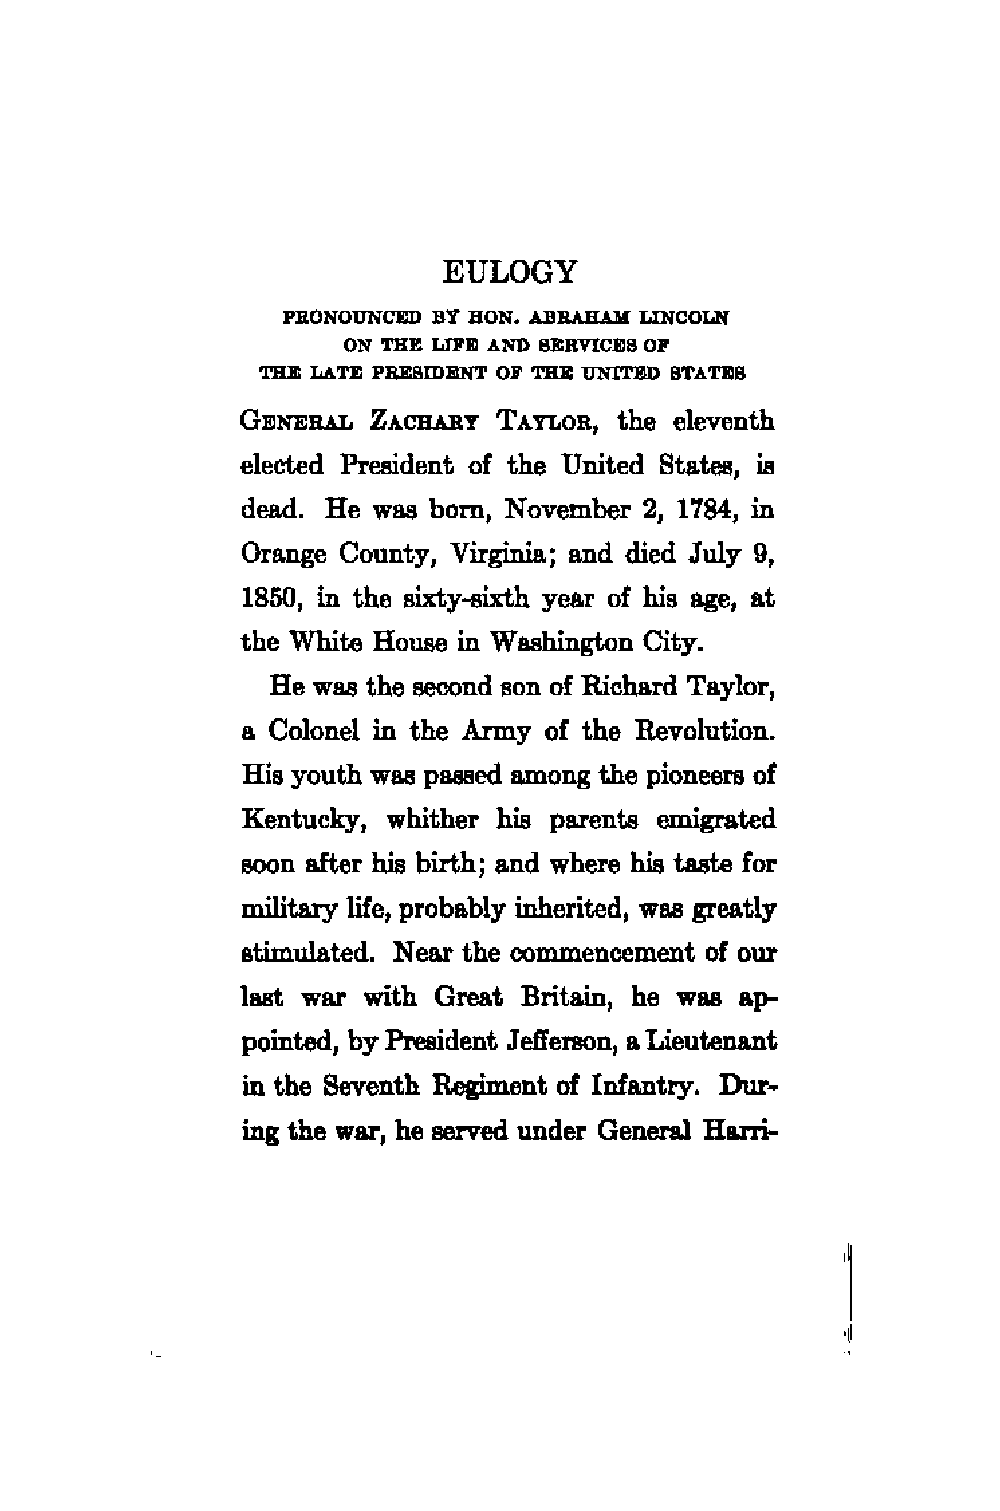 EULOGY
PRONOUNCED BY HON. ABRAHAM LINCOLN
ON THE LIFE AND SERVICES OF
THE LATE PRESIDENT OF THE UNITED STATES
GENERAL ZACHARY TAYLOR, the eleventh
elected President of the United States, is
dead. He was born, November 2, 1784, in
Orange County, Virginia; and died July 9,
1850, in the sixty-sixth year of his age, at
the White House in Washington City.
He was the second son of Richard Taylor,
a Colonel in the Army of the Revolution.
His youth was passed among the pioneers of
Kentucky, whither his parents emigrated
soon after his birth; and where his taste for
military life, probably inherited, was greatly
stimulated. Near the commencement of our
last war with Great Britain, he was ap-
pointed, by President Jefferson, a Lieutenant
in the Seventh Regiment of Infantry. Dur-
ing the war, he served under General Harri-